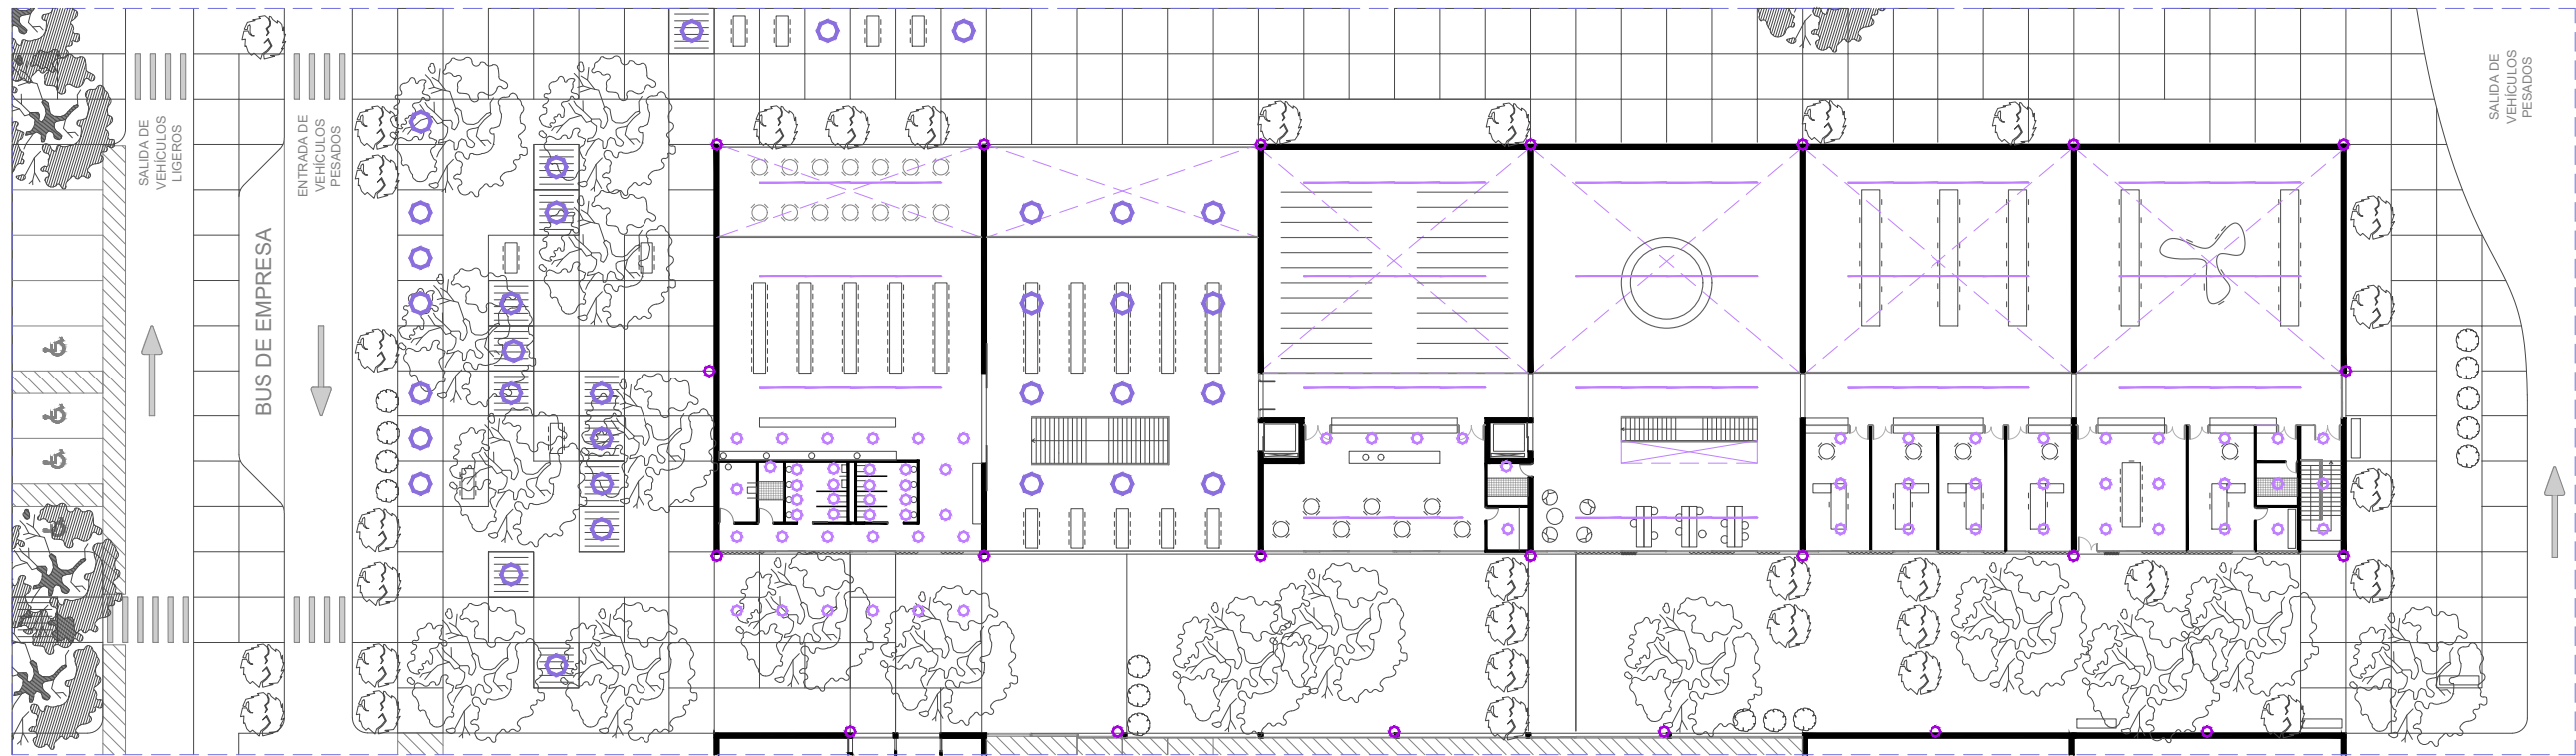 SALIDA DE
VEHÍCULOS
LIGEROS
BUS DE EMPRESA
ENTRADA DE
VEHÍCULOS
PESADOS
SALIDA DE
VEHÍCULOS
PESADOS